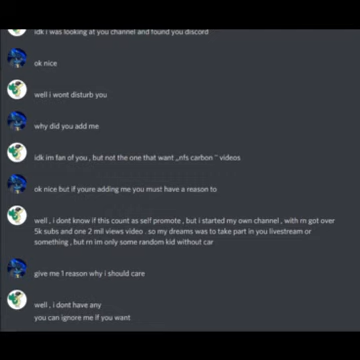 idk i was looking at you channel and found you discord
ok nice
well i wont disturb you
why did you add me
idk im fan of you , but not the one that want ,,nfs carbon `` videos
ok nice but if youre adding me you must have a reason to
well , i dont know if this count as self promote , but i started my own channel , with rn got over
5k subs and one 2 mil views video . so my dreams was to take part in you livestream or
something , but rn im only some random kid without car
give me 1 reason why i should care
well , i dont have any
you can ignore me if you want